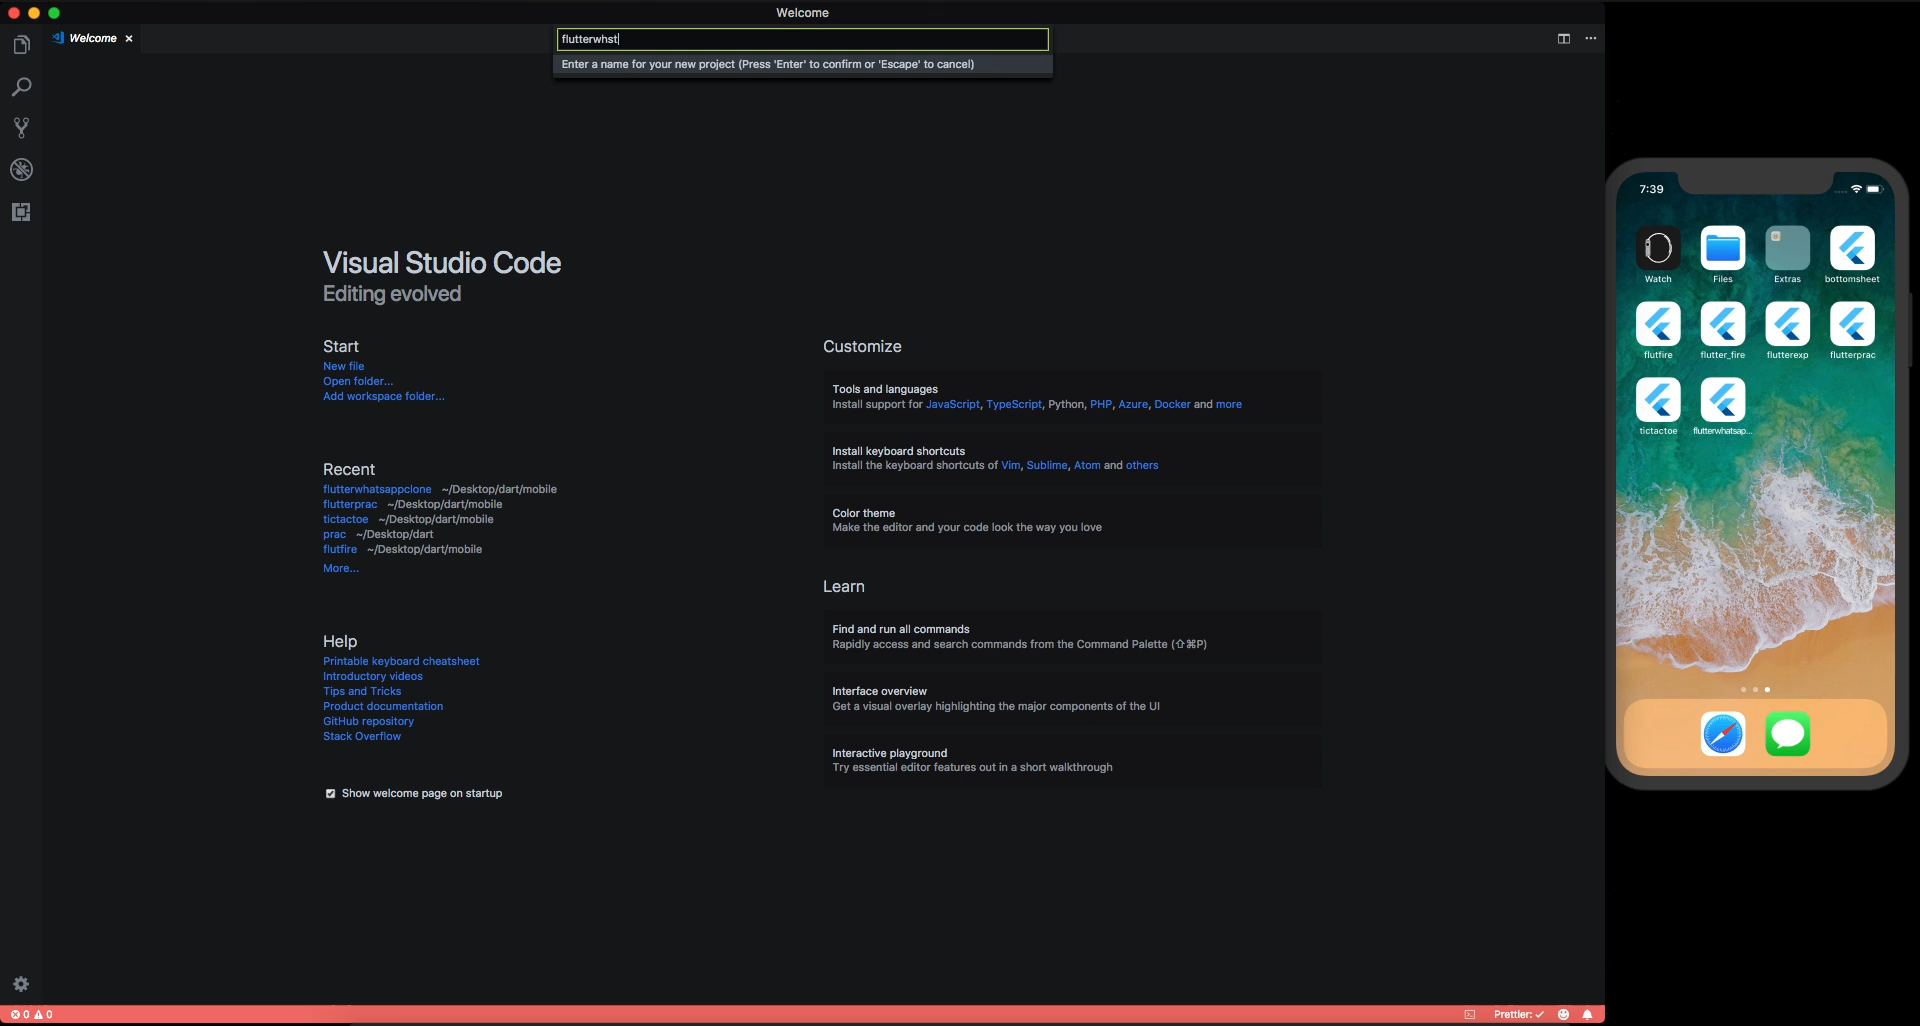 Welcome
Welcome
flutterwhst
Enter a name for your new project (Press 'Enter' to confirm or 'Escape' to cancel)
Visual Studio Code
Editing evolved
Start
New file
Open folder...
Add workspace folder...
Recent
flutterwhatsappclone ~/Desktop/dart/mobile
flutterprac ~/Desktop/dart/mobile
tictactoe ~/Desktop/dart/mobile
prac ~/Desktop/dart
flutfire ~/Desktop/dart/mobile
More...
Help
Printable keyboard cheatsheet
Introductory videos
Tips and Tricks
Product documentation
GitHub repository
Stack Overflow
Show welcome page on startup
Customize
Tools and languages
Install support for JavaScript, TypeScript, Python, PHP, Azure, Docker and more
Install keyboard shortcuts
Install the keyboard shortcuts of Vim, Sublime, Atom and others
Color theme
Make the editor and your code look the way you love
Learn
Find and run all commands
Rapidly access and search commands from the Command Palette (⇧⌘P)
Interface overview
Get a visual overlay highlighting the major components of the UI
Interactive playground
Try essential editor features out in a short walkthrough
0 0
Prettier: ✓
7:39
Watch Files Extras bottomsheet
flutfire flutter_fire flutterexp flutterprac
tictactoe flutterwhatsap...